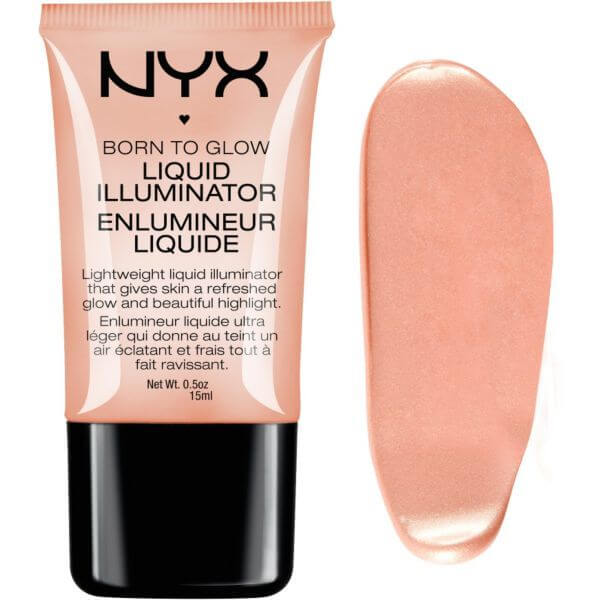 NYX
BORN TO GLOW
LIQUID
ILLUMINATOR
ENLUMINEUR
LIQUIDE
Lightweight liquid illuminator
that gives skin a refreshed
glow and beautiful highlight.
Enlumineur liquide ultra
léger qui donne au teint un
air éclatant et frais tout à
fait ravissant.
Net Wt. 0.5oz
15ml